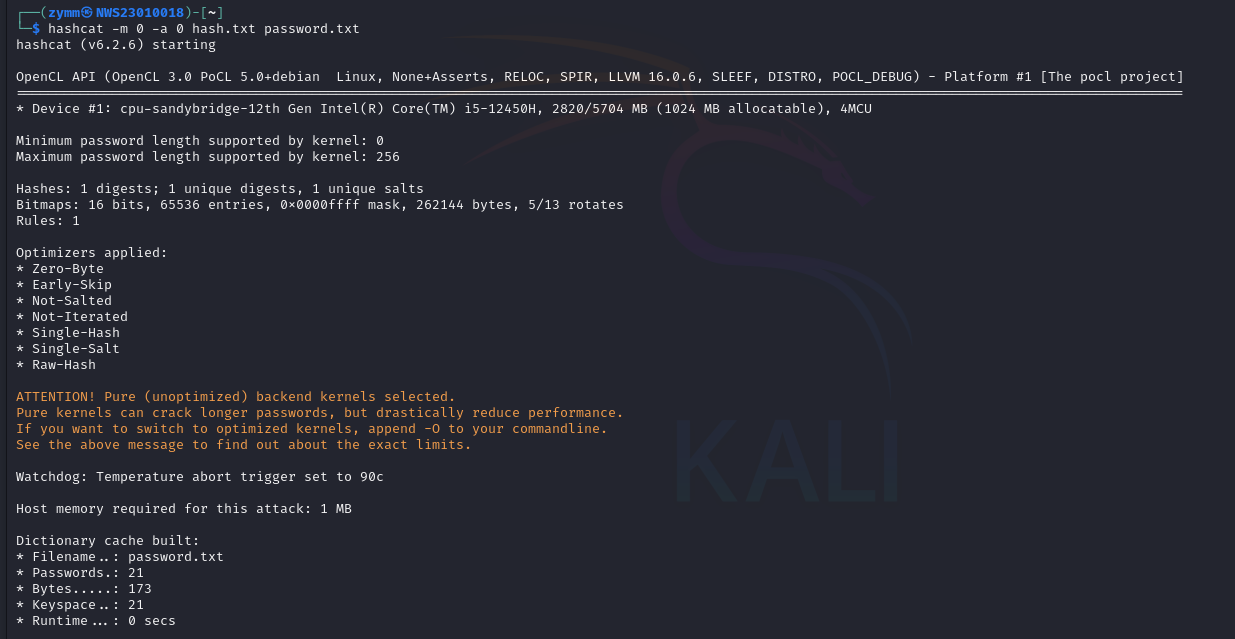 ┌──(zymm㉿NWS23010018)-[~]
└─$ hashcat -m 0 -a 0 hash.txt password.txt
hashcat (v6.2.6) starting
OpenCL API (OpenCL 3.0 PoCL 5.0+debian  Linux, None+Asserts, RELOC, SPIR, LLVM 16.0.6, SLEEF, DISTRO, POCL_DEBUG) - Platform #1 [The pocl project]
==================================================================================================================================================
* Device #1: cpu-sandybridge-12th Gen Intel(R) Core(TM) i5-12450H, 2820/5704 MB (1024 MB allocatable), 4MCU
Minimum password length supported by kernel: 0
Maximum password length supported by kernel: 256
Hashes: 1 digests; 1 unique digests, 1 unique salts
Bitmaps: 16 bits, 65536 entries, 0x0000ffff mask, 262144 bytes, 5/13 rotates
Rules: 1
Optimizers applied:
* Zero-Byte
* Early-Skip
* Not-Salted
* Not-Iterated
* Single-Hash
* Single-Salt
* Raw-Hash
ATTENTION! Pure (unoptimized) backend kernels selected.
Pure kernels can crack longer passwords, but drastically reduce performance.
If you want to switch to optimized kernels, append -O to your commandline.
See the above message to find out about the exact limits.
Watchdog: Temperature abort trigger set to 90c
Host memory required for this attack: 1 MB
Dictionary cache built:
* Filename..: password.txt
* Passwords.: 21
* Bytes.....: 173
* Keyspace..: 21
* Runtime...: 0 secs
KALI